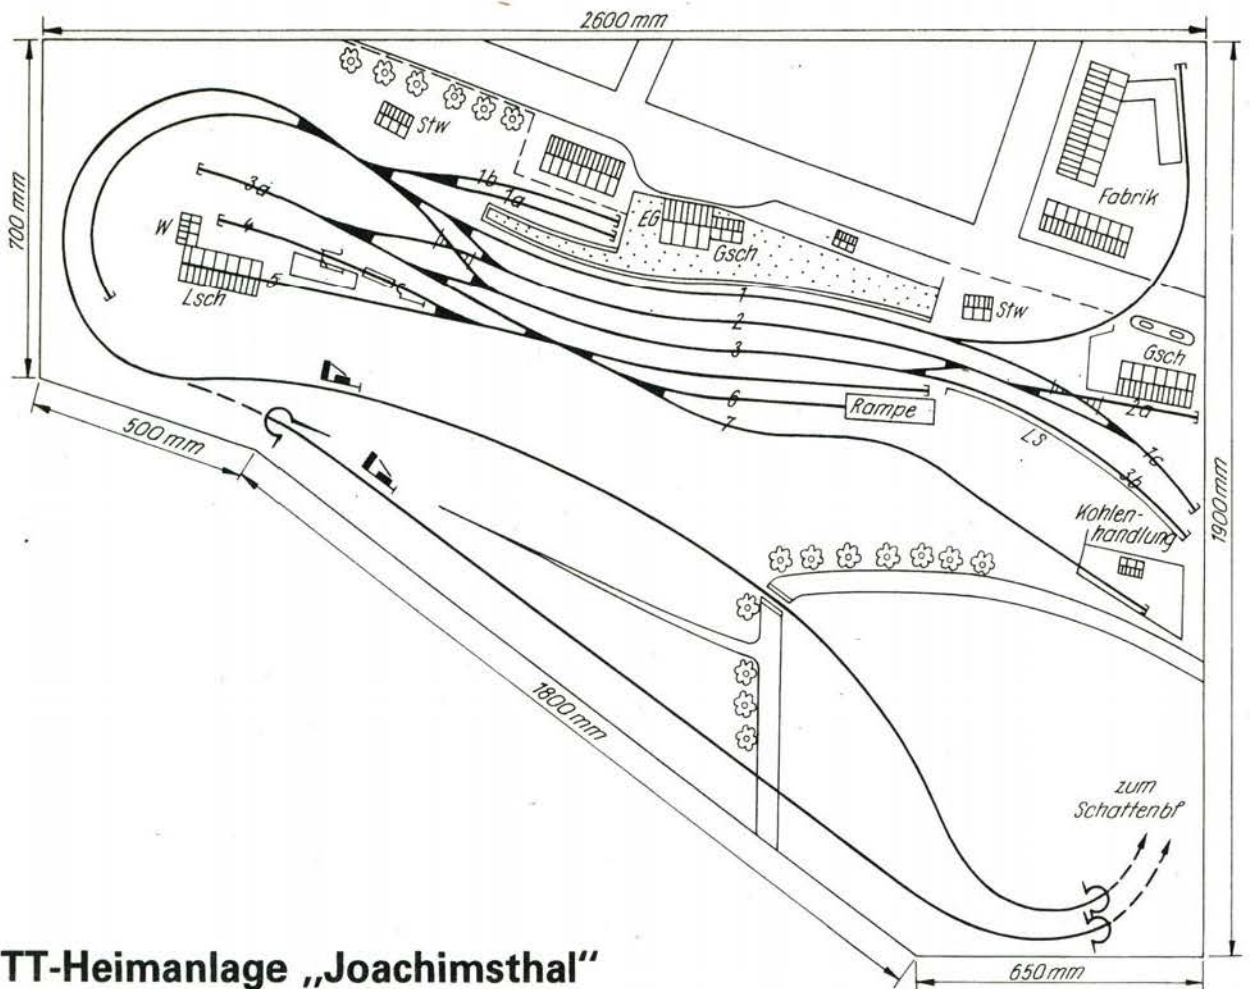 2600 mm
700 mm
Stw
1b
1a
3a
EG
Gsch
Fabrik
W
4
Lsch
5
1
2
3
Stw
Gsch
6
7
Rampe
2a
LS
1c
3b
500 mm
Kohlen-
handlung
1900 mm
1800 mm
zum
Schattenbf
650 mm
TT-Heimanlage „Joachimsthal“